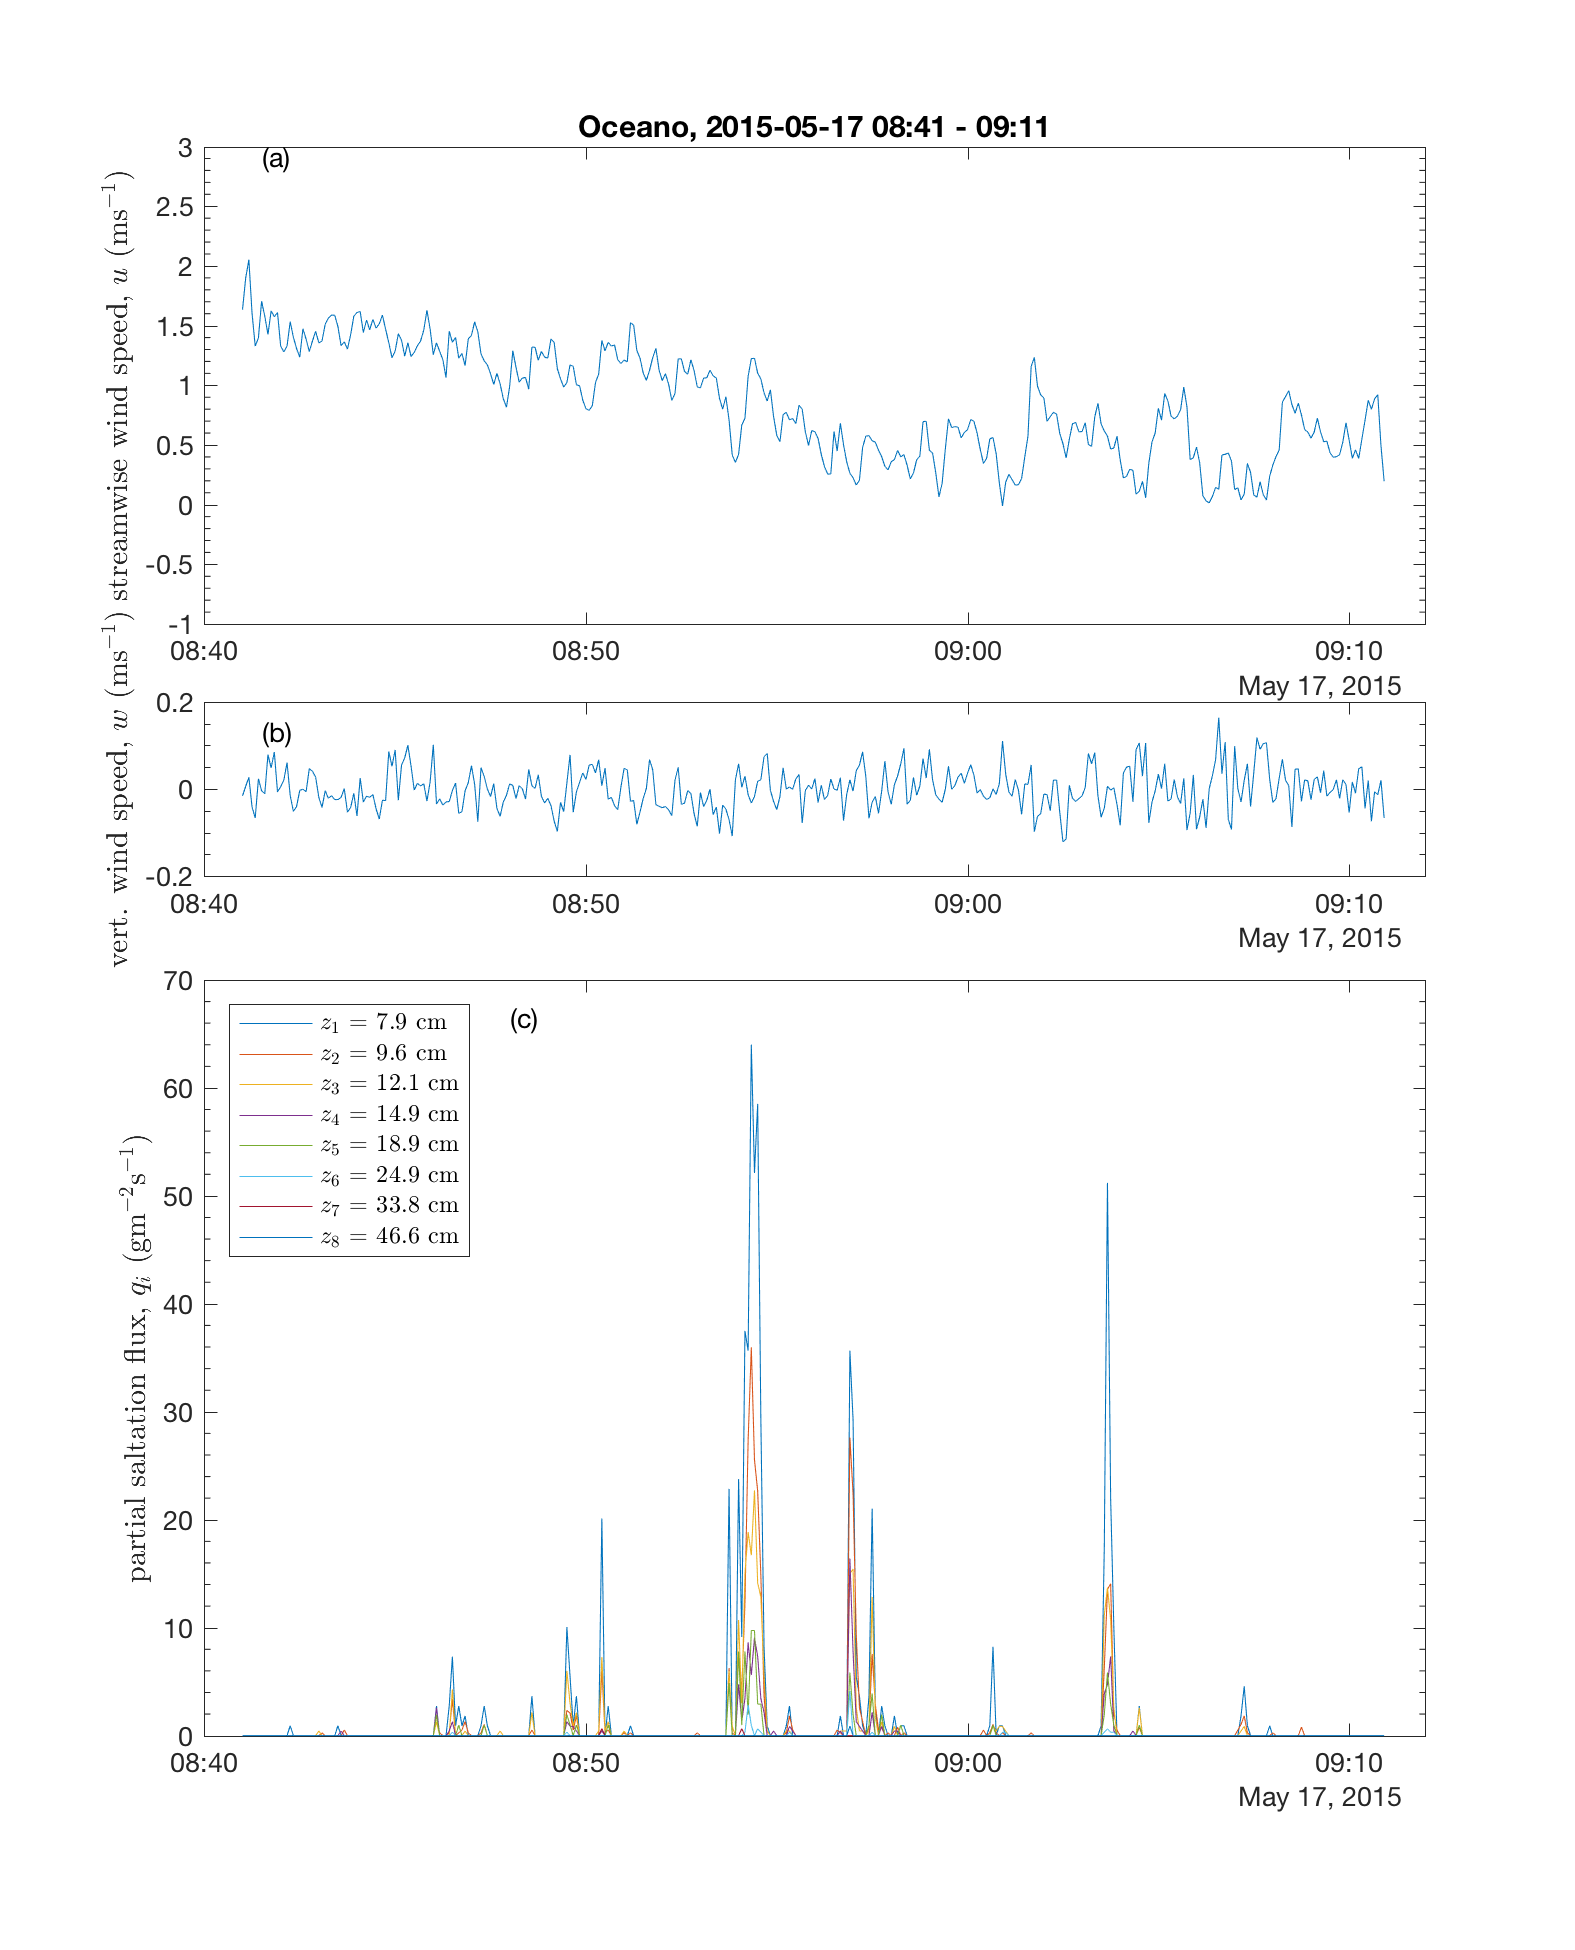 Oceano, 2015-05-17 08:41 - 09:11
(a)
streamwise wind speed, u (ms⁻¹)
3
2.5
2
1.5
1
0.5
0
-0.5
-1
08:40 08:50 09:00 09:10
May 17, 2015
(b)
vert. wind speed, w (ms⁻¹)
0.2
0
-0.2
08:40 08:50 09:00 09:10
May 17, 2015
(c)
partial saltation flux, qᵢ (gm⁻²s⁻¹)
70
60
50
40
30
20
10
0
z₁ = 7.9 cm
z₂ = 9.6 cm
z₃ = 12.1 cm
z₄ = 14.9 cm
z₅ = 18.9 cm
z₆ = 24.9 cm
z₇ = 33.8 cm
z₈ = 46.6 cm
08:40 08:50 09:00 09:10
May 17, 2015